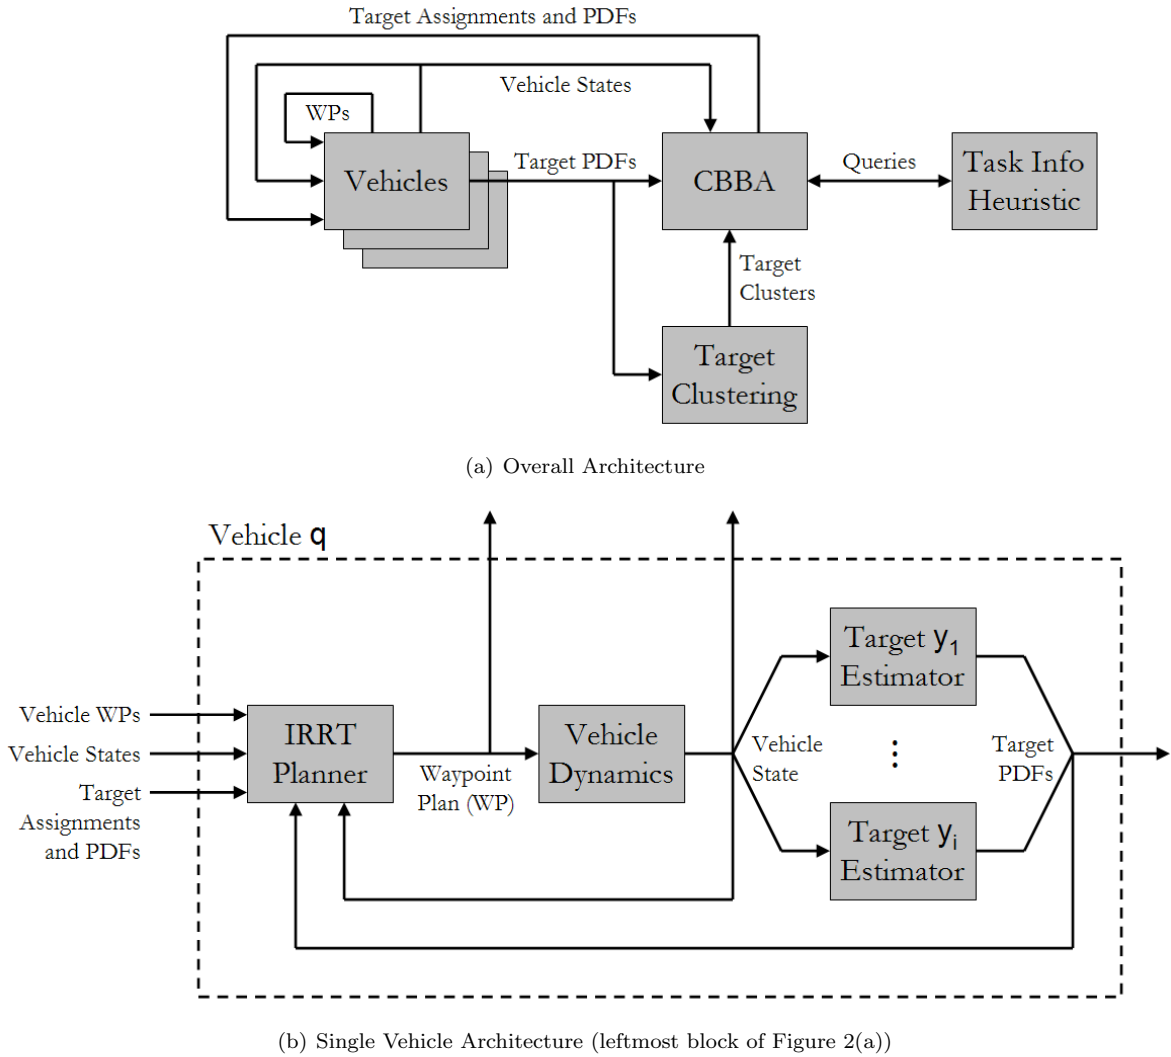 Target Assignments and PDFs
Vehicle States
WPs
Vehicles
Target PDFs
CBBA
Queries
Task Info
Heuristic
Target
Clusters
Target
Clustering
(a) Overall Architecture
Vehicle q
Vehicle WPs
Vehicle States
Target
Assignments
and PDFs
IRRT
Planner
Waypoint
Plan (WP)
Vehicle
Dynamics
Vehicle
State
Target y1
Estimator
⋮
Target yi
Estimator
Target
PDFs
(b) Single Vehicle Architecture (leftmost block of Figure 2(a))